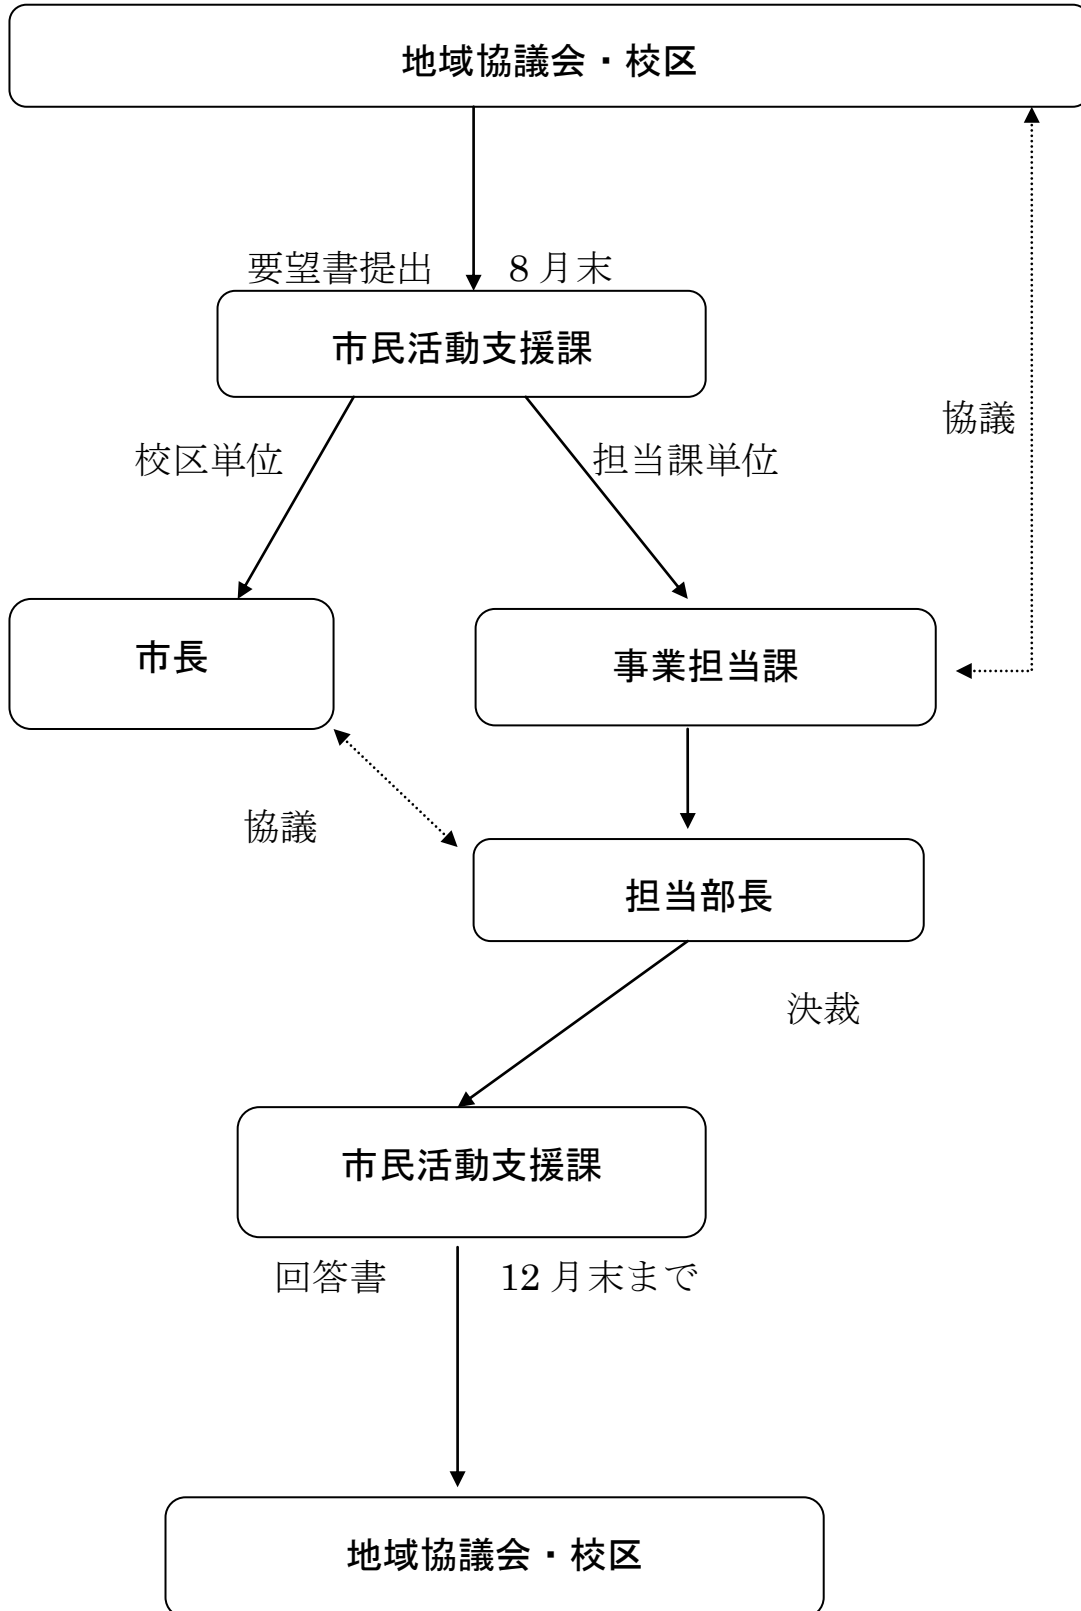 地域協議会・校区
要望書提出 8月末
市民活動支援課
協議
校区単位
担当課単位
市長
事業担当課
協議
担当部長
決裁
市民活動支援課
回答書 12月末まで
地域協議会・校区